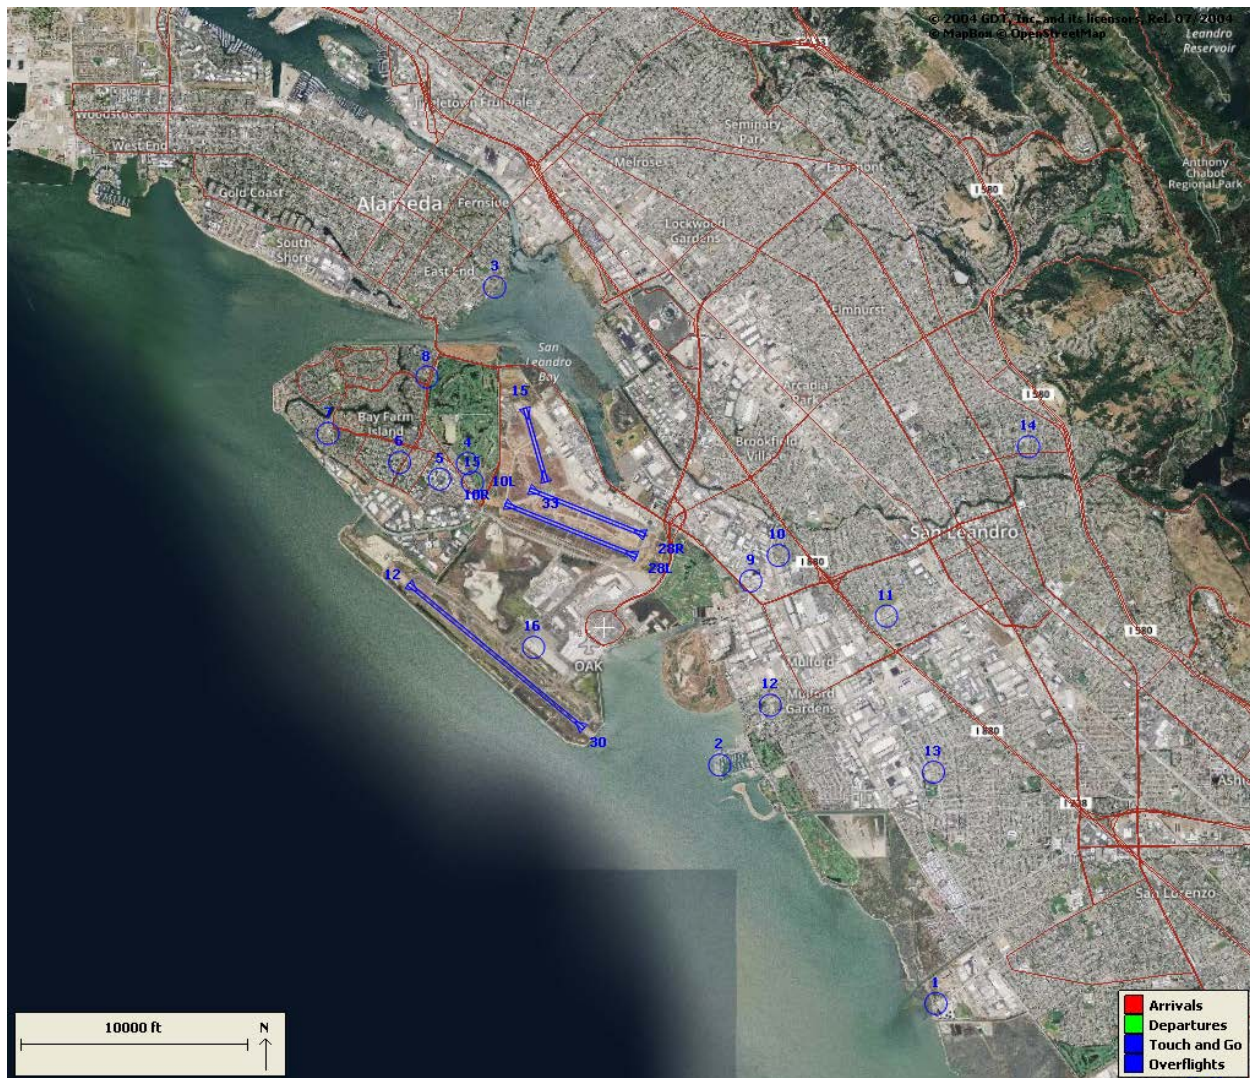 © 2004 GDT, Inc. and its licensors, Rel. 07/2004
© MapBox © OpenStreetMap
Leandro
Reservoir
Fruitvale
Woodstock
West End
Seminary
Park
Melrose
Eastmont
Anthony
Chabot
Regional Park
I 580
Gold Coast
Alameda
Fernside
Lockwood
Gardens
South
Shore
East End
3
Elmhurst
San
Leandro
Bay
8
15
Arcadia
Park
I 580
7
Bay Farm
Island
Brookfield
14
6
5
4
15
10L
10R
33
28R
28L
San Leandro
10
9
I 880
12
11
16
OAK
I 580
Mulford
12
Mulford
Gardens
30
2
I 880
13
I 238
San Lorenzo
1
10000 ft
N
Arrivals
Departures
Touch and Go
Overflights